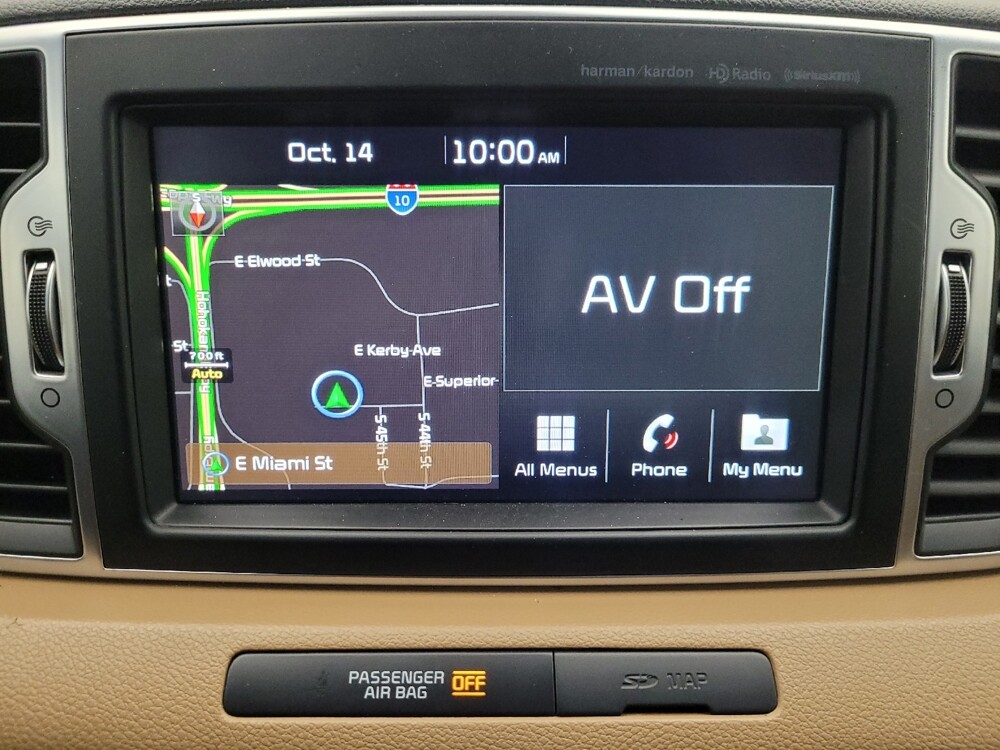 harman/kardon HD Radio ((SiriusXM))
Oct. 14 10:00 AM
S
10
E Elwood St
Hohokam
St
700 ft
Auto
E Kerby Ave
E Superior
S 45th St
S 44th St
E Miami St
AV Off
All Menus
Phone
My Menu
PASSENGER
AIR BAG OFF
SD MAP